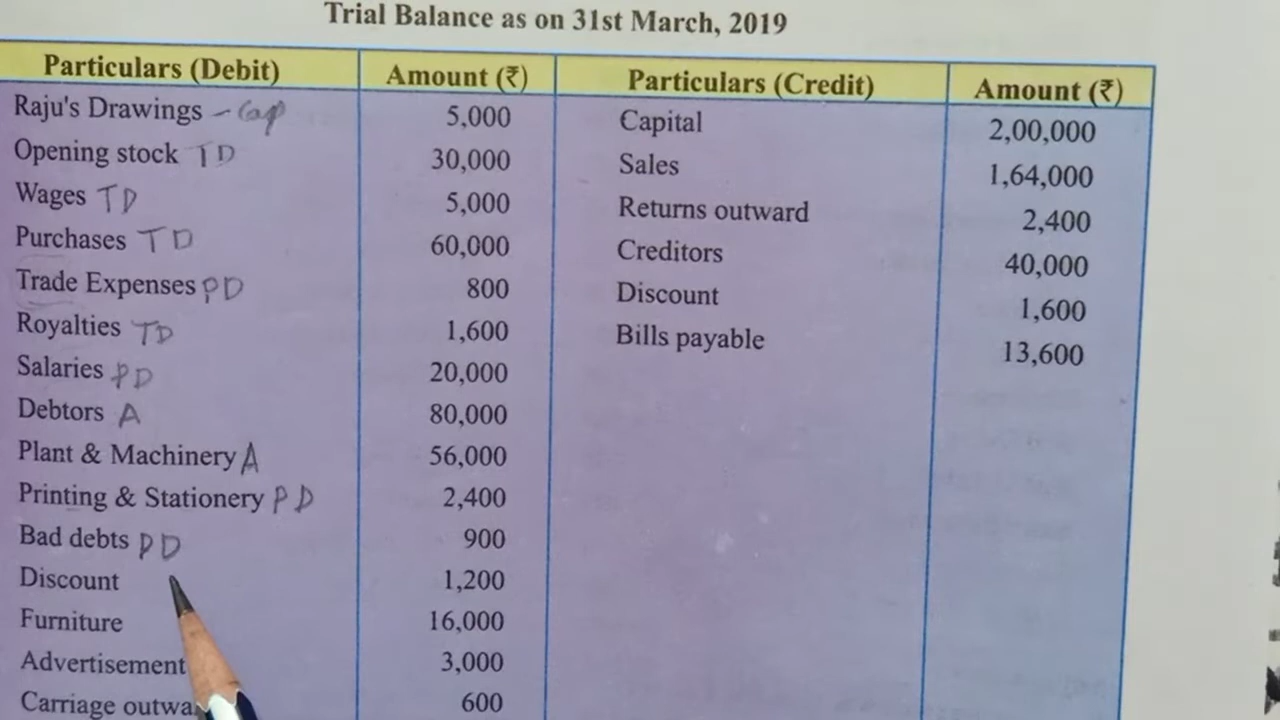 Trial Balance as on 31st March, 2019
Particulars (Debit) Amount (₹) Particulars (Credit) Amount (₹)
Raju's Drawings - Cap 5,000 Capital 2,00,000
Opening stock TD 30,000 Sales 1,64,000
Wages TD 5,000 Returns outward 2,400
Purchases TD 60,000 Creditors 40,000
Trade Expenses PD 800 Discount 1,600
Royalties TD 1,600 Bills payable 13,600
Salaries PD 20,000
Debtors A 80,000
Plant & Machinery A 56,000
Printing & Stationery PD 2,400
Bad debts PD 900
Discount 1,200
Furniture 16,000
Advertisement 3,000
Carriage 600